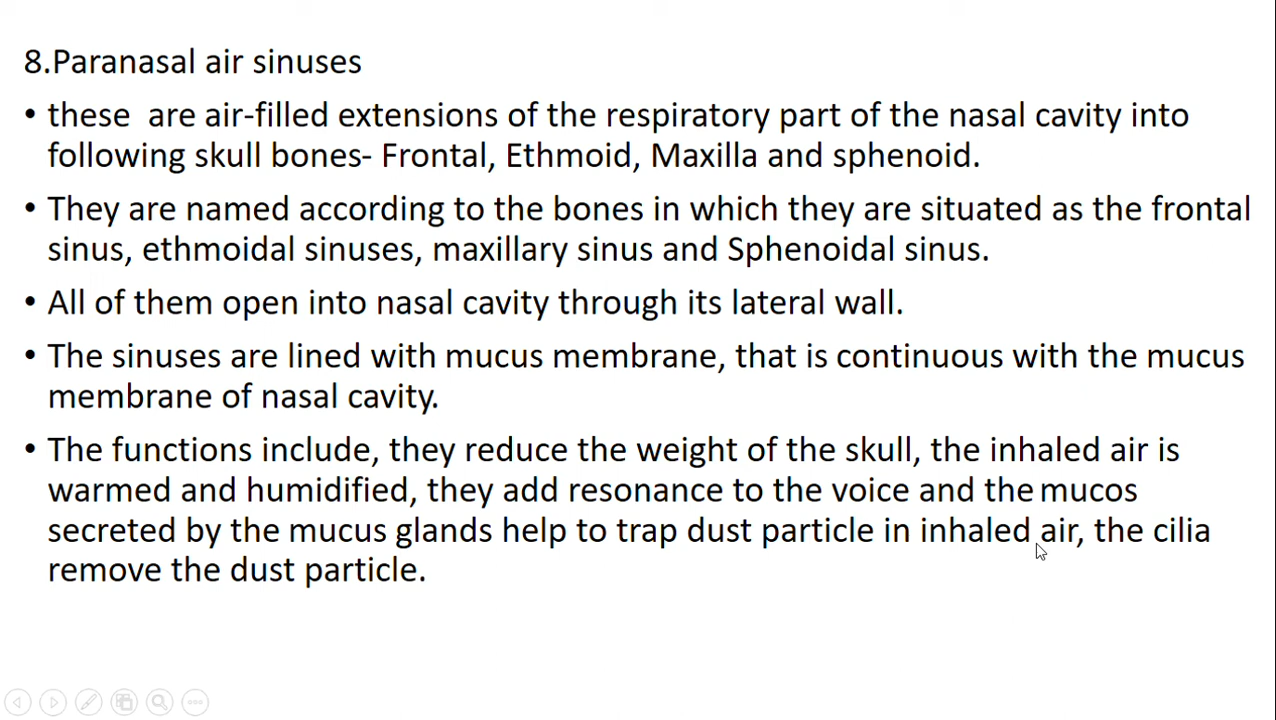 8.Paranasal air sinuses
• these  are air-filled extensions of the respiratory part of the nasal cavity into
following skull bones- Frontal, Ethmoid, Maxilla and sphenoid.
• They are named according to the bones in which they are situated as the frontal
sinus, ethmoidal sinuses, maxillary sinus and Sphenoidal sinus.
• All of them open into nasal cavity through its lateral wall.
• The sinuses are lined with mucus membrane, that is continuous with the mucus
membrane of nasal cavity.
• The functions include, they reduce the weight of the skull, the inhaled air is
warmed and humidified, they add resonance to the voice and the mucos
secreted by the mucus glands help to trap dust particle in inhaled air, the cilia
remove the dust particle.